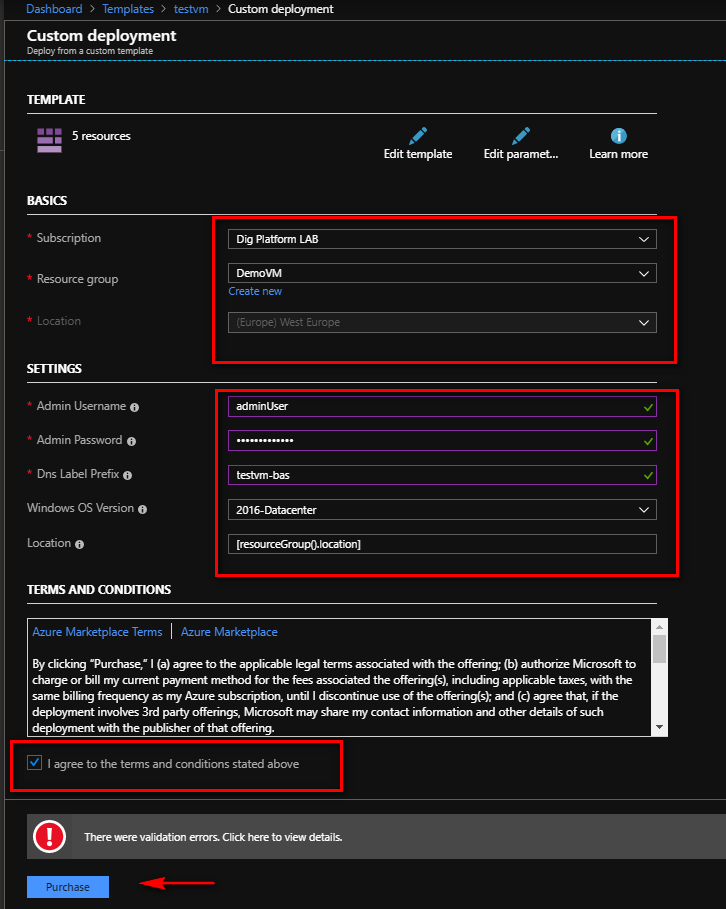 Dashboard > Templates > testvm > Custom deployment
Custom deployment
Deploy from a custom template
TEMPLATE
5 resources
Edit template
Edit paramet...
Learn more
BASICS
* Subscription
Dig Platform LAB
* Resource group
DemoVM
Create new
* Location
(Europe) West Europe
SETTINGS
* Admin Username
adminUser
* Admin Password
•••••••••••••
* Dns Label Prefix
testvm-bas
Windows OS Version
2016-Datacenter
Location
[resourceGroup().location]
TERMS AND CONDITIONS
Azure Marketplace Terms | Azure Marketplace
By clicking “Purchase,” I (a) agree to the applicable legal terms associated with the offering; (b) authorize Microsoft to
charge or bill my current payment method for the fees associated the offering(s), including applicable taxes, with the
same billing frequency as my Azure subscription, until I discontinue use of the offering(s); and (c) agree that, if the
deployment involves 3rd party offerings, Microsoft may share my contact information and other details of such
deployment with the publisher of that offering.
I agree to the terms and conditions stated above
There were validation errors. Click here to view details.
Purchase